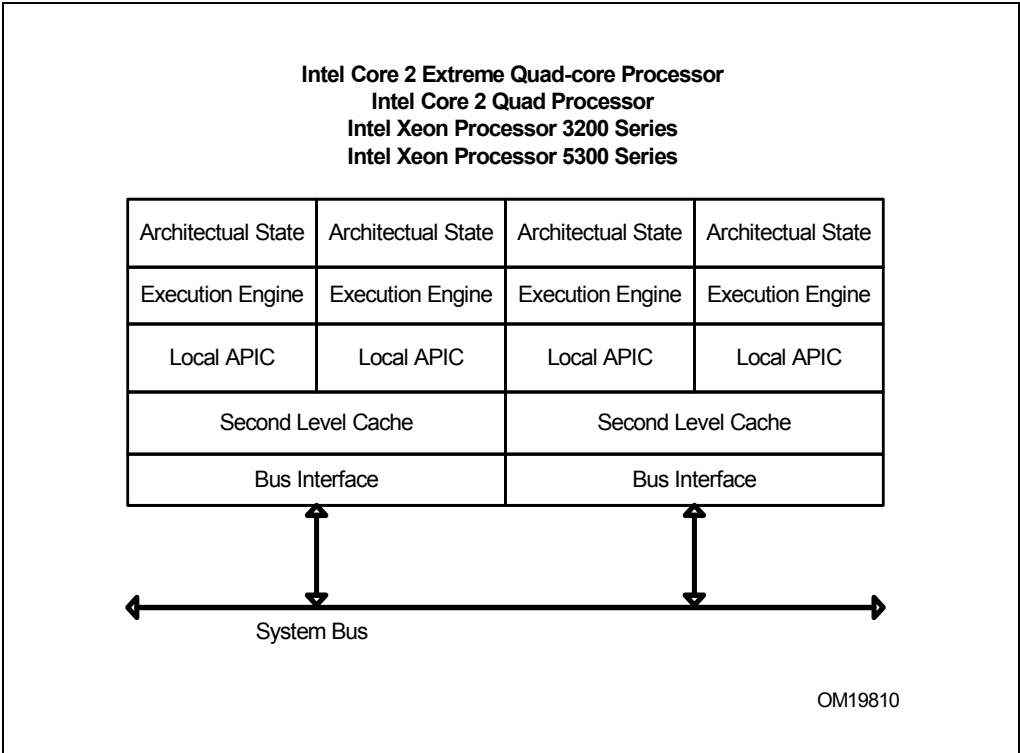 Intel Core 2 Extreme Quad-core Processor
Intel Core 2 Quad Processor
Intel Xeon Processor 3200 Series
Intel Xeon Processor 5300 Series
Architectual State Architectual State Architectual State Architectual State
Execution Engine Execution Engine Execution Engine Execution Engine
Local APIC Local APIC Local APIC Local APIC
Second Level Cache Second Level Cache
Bus Interface Bus Interface
System Bus
OM19810